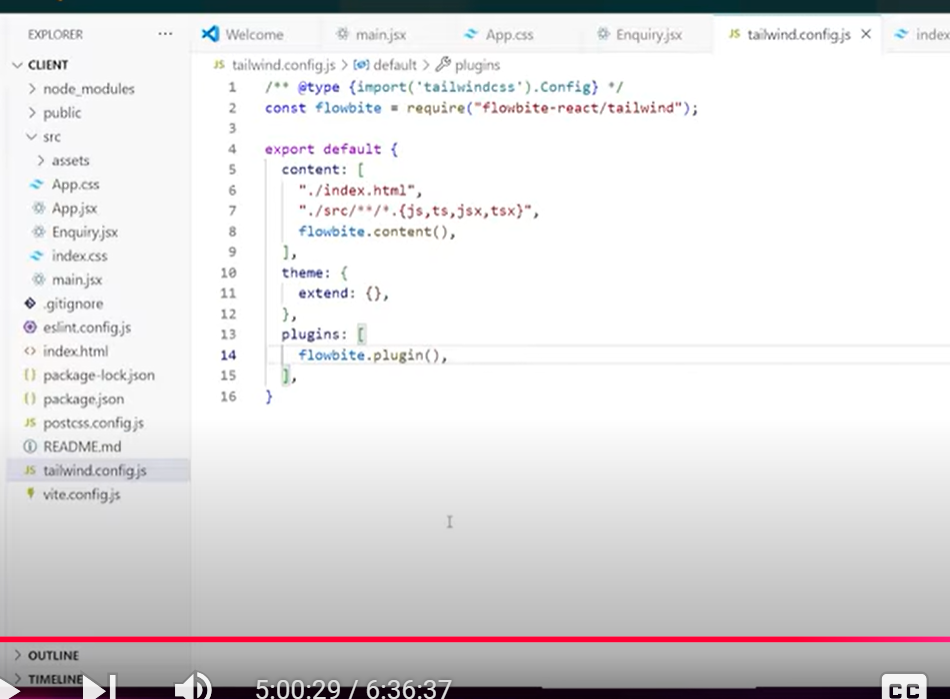 EXPLORER ...
CLIENT
node_modules
public
src
assets
App.css
App.jsx
Enquiry.jsx
index.css
main.jsx
.gitignore
eslint.config.js
index.html
package-lock.json
package.json
postcss.config.js
README.md
tailwind.config.js
vite.config.js
OUTLINE
TIMELINE
Welcome main.jsx App.css Enquiry.jsx tailwind.config.js index
tailwind.config.js > default > plugins
1 /** @type {import('tailwindcss').Config} */
2 const flowbite = require("flowbite-react/tailwind");
3
4 export default {
5 content: [
6 "./index.html",
7 "./src/**/*.{js,ts,jsx,tsx}",
8 flowbite.content(),
9 ],
10 theme: {
11 extend: {},
12 },
13 plugins: [
14 flowbite.plugin(),
15 ],
16 }
5:00:29 / 6:36:37
CC